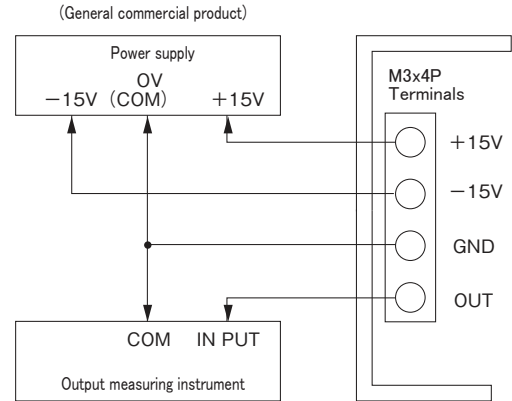 (General commercial product)
Power supply
0V
−15V (COM) +15V
M3x4P
Terminals
+15V
−15V
GND
OUT
COM IN PUT
Output measuring instrument